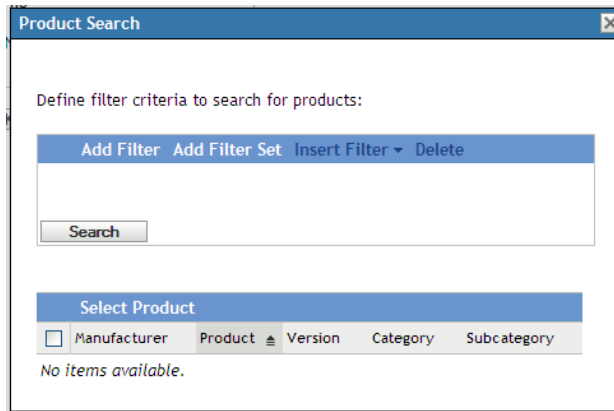 Product Search
Define filter criteria to search for products:
Add Filter Add Filter Set Insert Filter Delete
Search
Select Product
Manufacturer Product Version Category Subcategory
No items available.